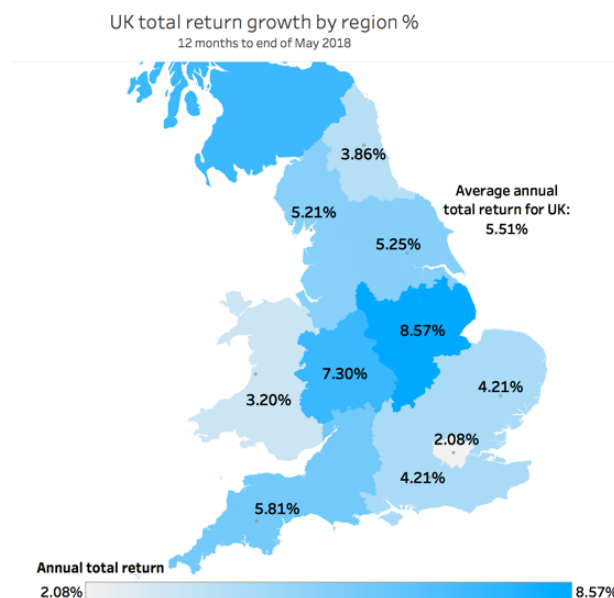 UK total return growth by region %
12 months to end of May 2018
3.86%
Average annual
total return for UK:
5.51%
5.21%
5.25%
8.57%
7.30%
4.21%
3.20%
2.08%
4.21%
5.81%
Annual total return
2.08%
8.57%